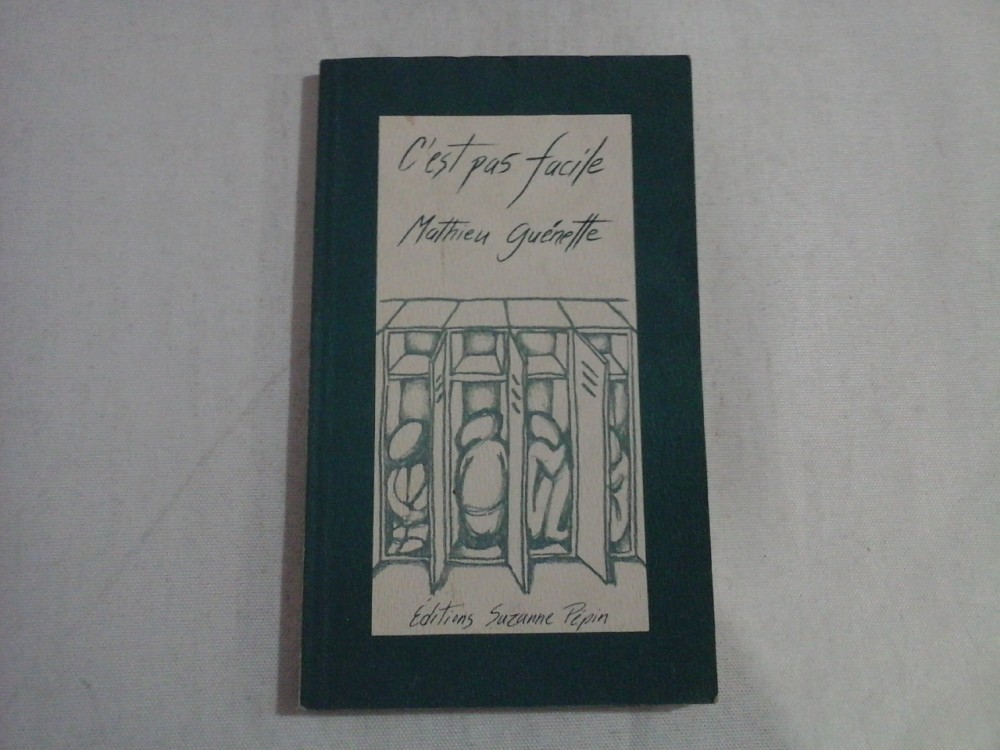 C'est pas facile
Mathieu Guénette
Éditions Suzanne Pépin